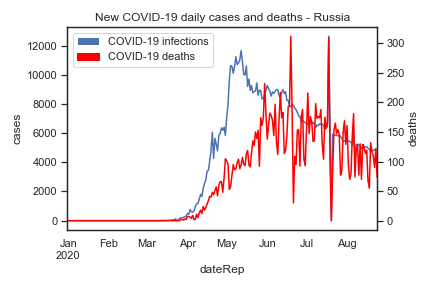 New COVID-19 daily cases and deaths - Russia
COVID-19 infections
COVID-19 deaths
cases
12000
10000
8000
6000
4000
2000
0
deaths
300
250
200
150
100
50
0
Jan Feb Mar Apr May Jun Jul Aug
2020
dateRep